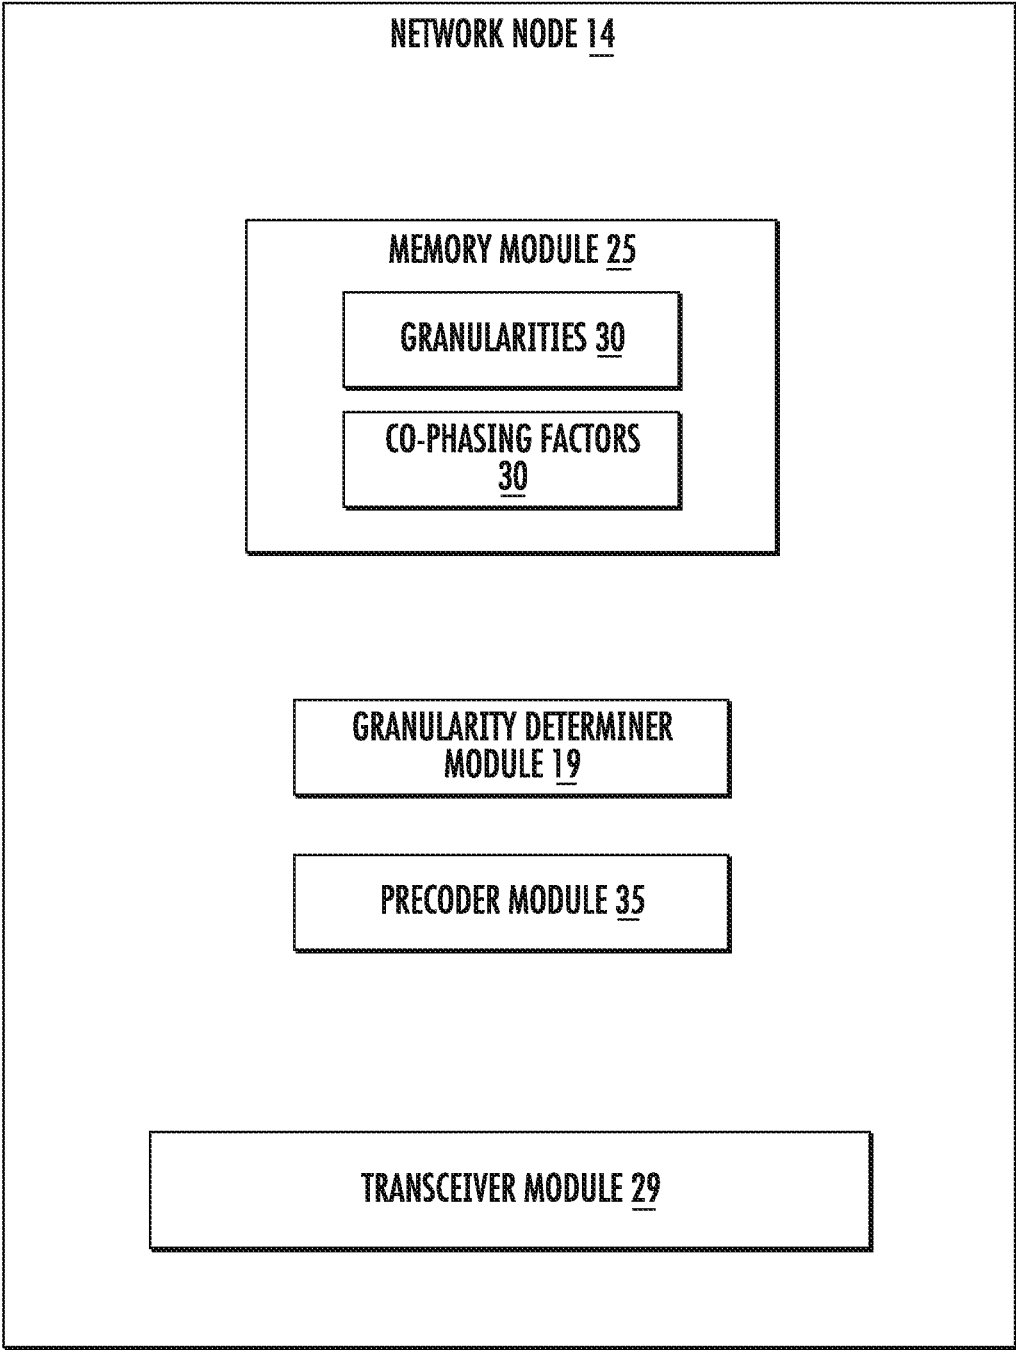 NETWORK NODE 14
MEMORY MODULE 25
GRANULARITIES 30
CO-PHASING FACTORS
30
GRANULARITY DETERMINER
MODULE 19
PRECODER MODULE 35
TRANSCEIVER MODULE 29